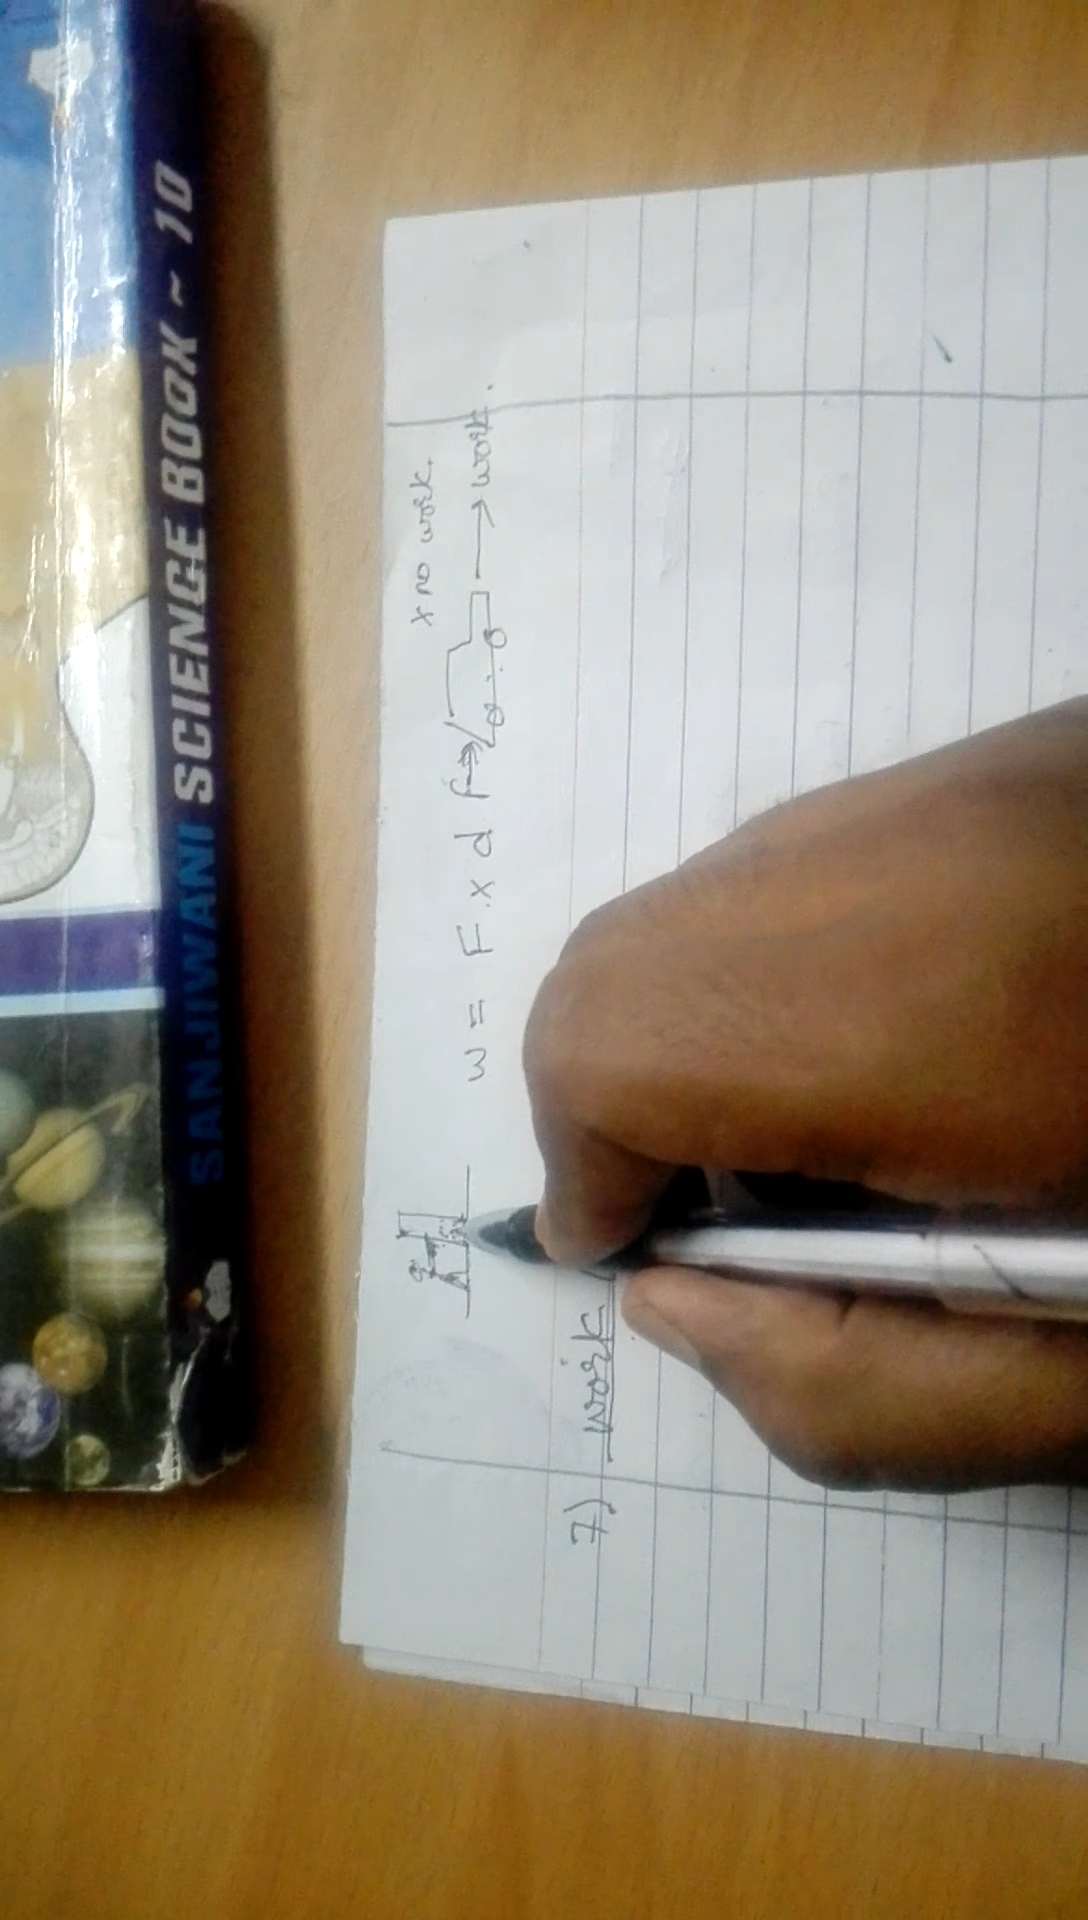 SANJIWANI SCIENCE BOOK ~ 10
x no work.
w = F x d
F
work.
7) work